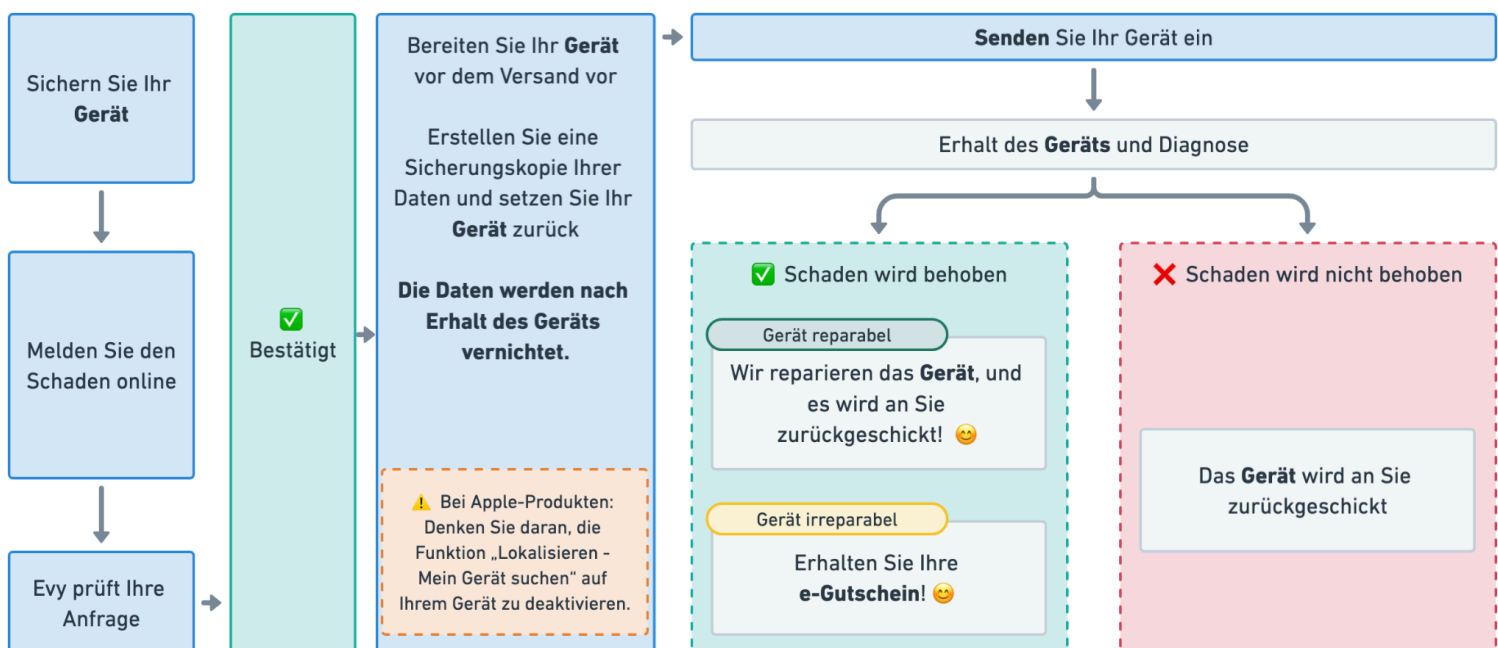 Sichern Sie Ihr
Gerät
Melden Sie den
Schaden online
Evy prüft Ihre
Anfrage
✅
Bestätigt
Bereiten Sie Ihr Gerät
vor dem Versand vor
Erstellen Sie eine
Sicherungskopie Ihrer
Daten und setzen Sie Ihr
Gerät zurück
Die Daten werden nach
Erhalt des Geräts
vernichtet.
⚠️ Bei Apple-Produkten:
Denken Sie daran, die
Funktion „Lokalisieren -
Mein Gerät suchen“ auf
Ihrem Gerät zu deaktivieren.
Senden Sie Ihr Gerät ein
Erhalt des Geräts und Diagnose
✅ Schaden wird behoben
Gerät reparabel
Wir reparieren das Gerät, und
es wird an Sie
zurückgeschickt! 😊
Gerät irreparabel
Erhalten Sie Ihre
e-Gutschein! 😊
❌ Schaden wird nicht behoben
Das Gerät wird an Sie
zurückgeschickt